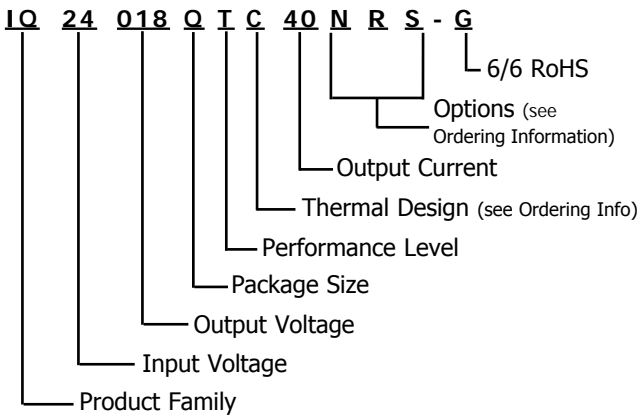 IQ 24 018 Q T C 40 N R S - G
6/6 RoHS
Options (see
Ordering Information)
Output Current
Thermal Design (see Ordering Info)
Performance Level
Package Size
Output Voltage
Input Voltage
Product Family